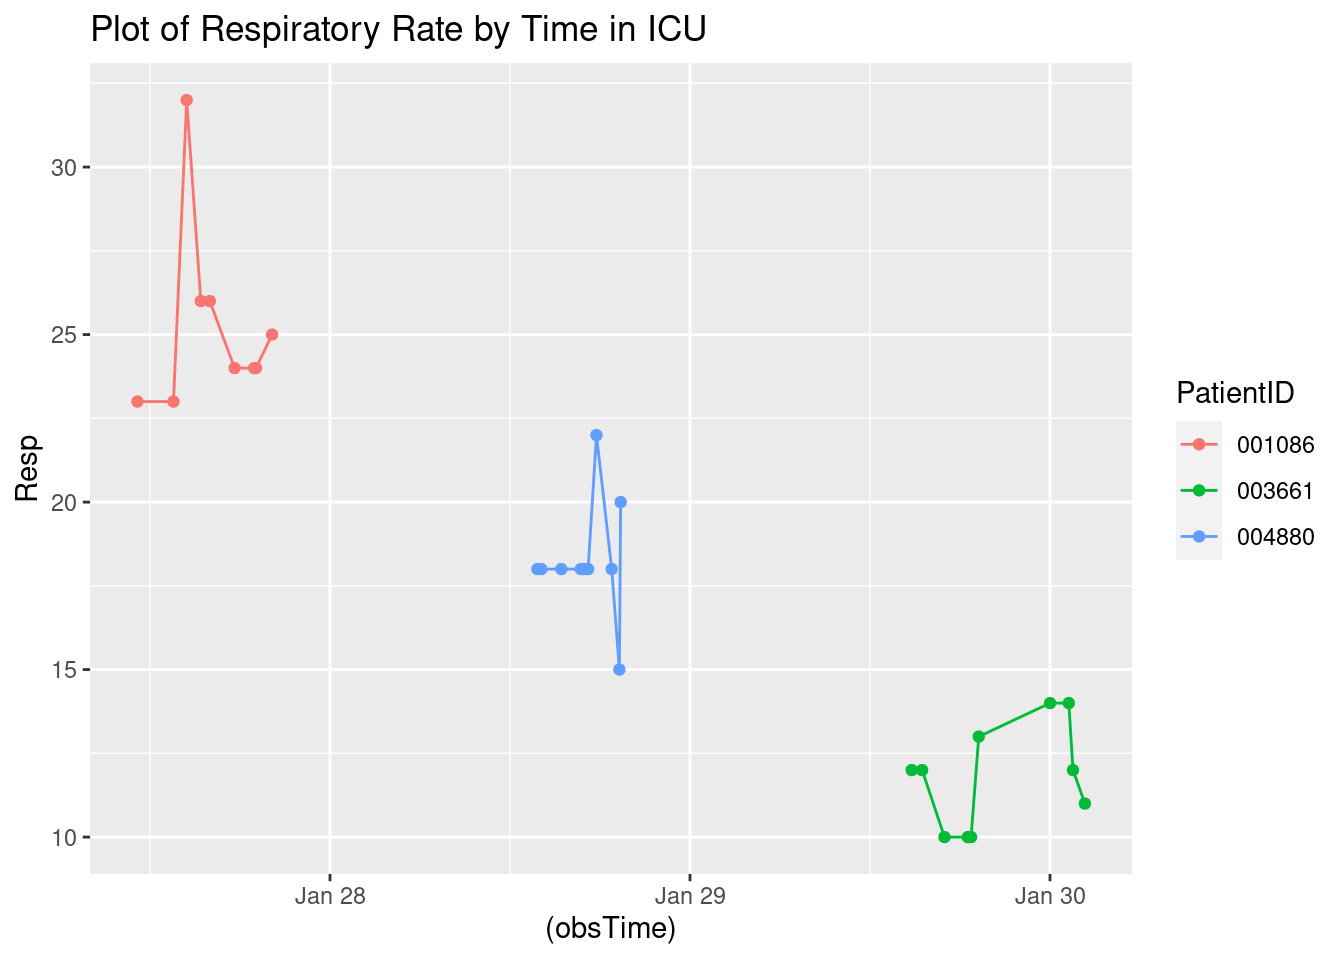 Plot of Respiratory Rate by Time in ICU
30
25
20
15
10
Resp
Jan 28
Jan 29
Jan 30
(obsTime)
PatientID
001086
003661
004880